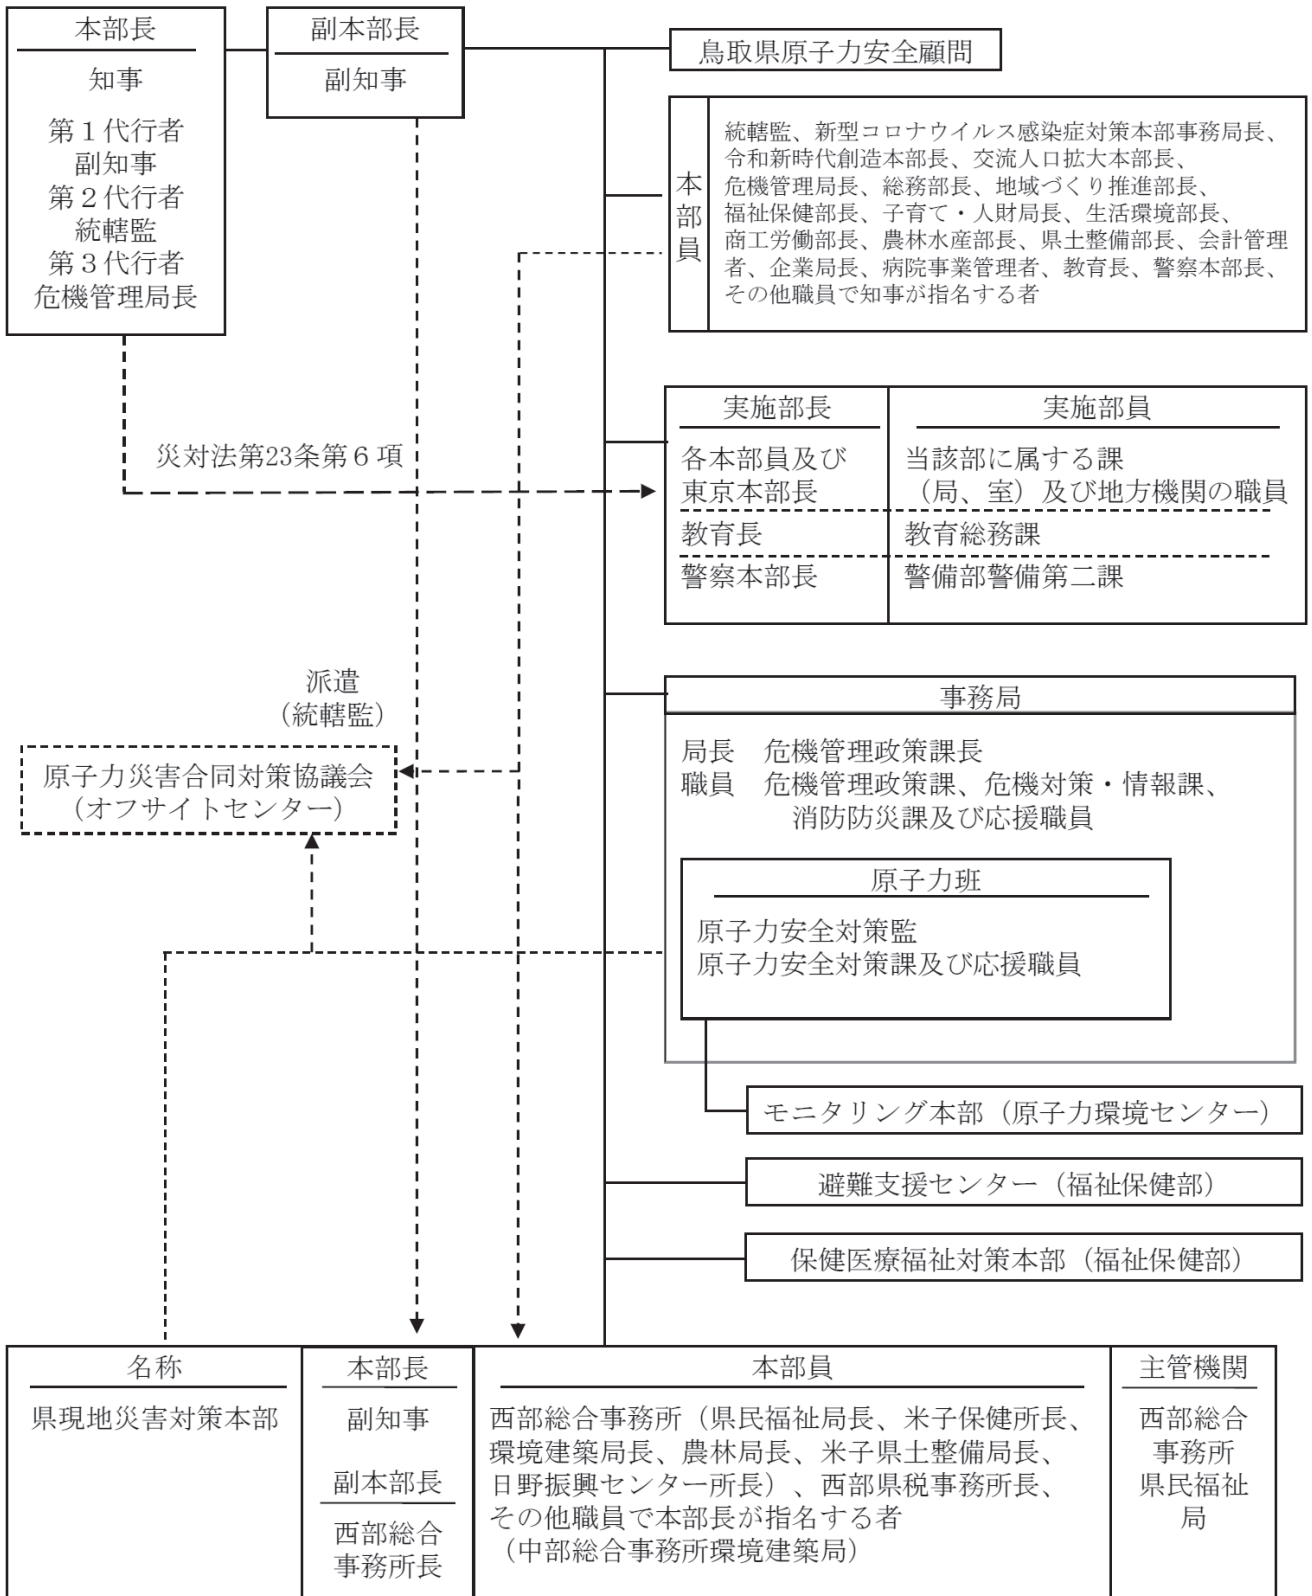 本部長
知事
第１代行者
副知事
第２代行者
統轄監
第３代行者
危機管理局長
副本部長
副知事
鳥取県原子力安全顧問
本部員
統轄監、新型コロナウイルス感染症対策本部事務局長、
令和新時代創造本部長、交流人口拡大本部長、
危機管理局長、総務部長、地域づくり推進部長、
福祉保健部長、子育て・人財局長、生活環境部長、
商工労働部長、農林水産部長、県土整備部長、会計管理
者、企業局長、病院事業管理者、教育長、警察本部長、
その他職員で知事が指名する者
災対法第23条第６項
実施部長
実施部員
各本部員及び
東京本部長
当該部に属する課
（局、室）及び地方機関の職員
教育長
教育総務課
警察本部長
警備部警備第二課
派遣
（統轄監）
原子力災害合同対策協議会
（オフサイトセンター）
事務局
局長　危機管理政策課長
職員　危機管理政策課、危機対策・情報課、
消防防災課及び応援職員
原子力班
原子力安全対策監
原子力安全対策課及び応援職員
モニタリング本部（原子力環境センター）
避難支援センター（福祉保健部）
保健医療福祉対策本部（福祉保健部）
名称
県現地災害対策本部
本部長
副知事
副本部長
西部総合
事務所長
本部員
西部総合事務所（県民福祉局長、米子保健所長、
環境建築局長、農林局長、米子県土整備局長、
日野振興センター所長）、西部県税事務所長、
その他職員で本部長が指名する者
（中部総合事務所環境建築局）
主管機関
西部総合
事務所
県民福祉
局